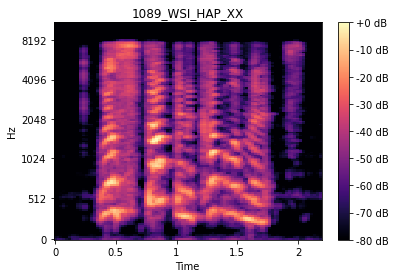 1089_WSI_HAP_XX
+0 dB
8192
-10 dB
4096
-20 dB
-30 dB
2048
Hz
-40 dB
1024
-50 dB
512
-60 dB
-70 dB
0
-80 dB
0 0.5 1 1.5 2
Time